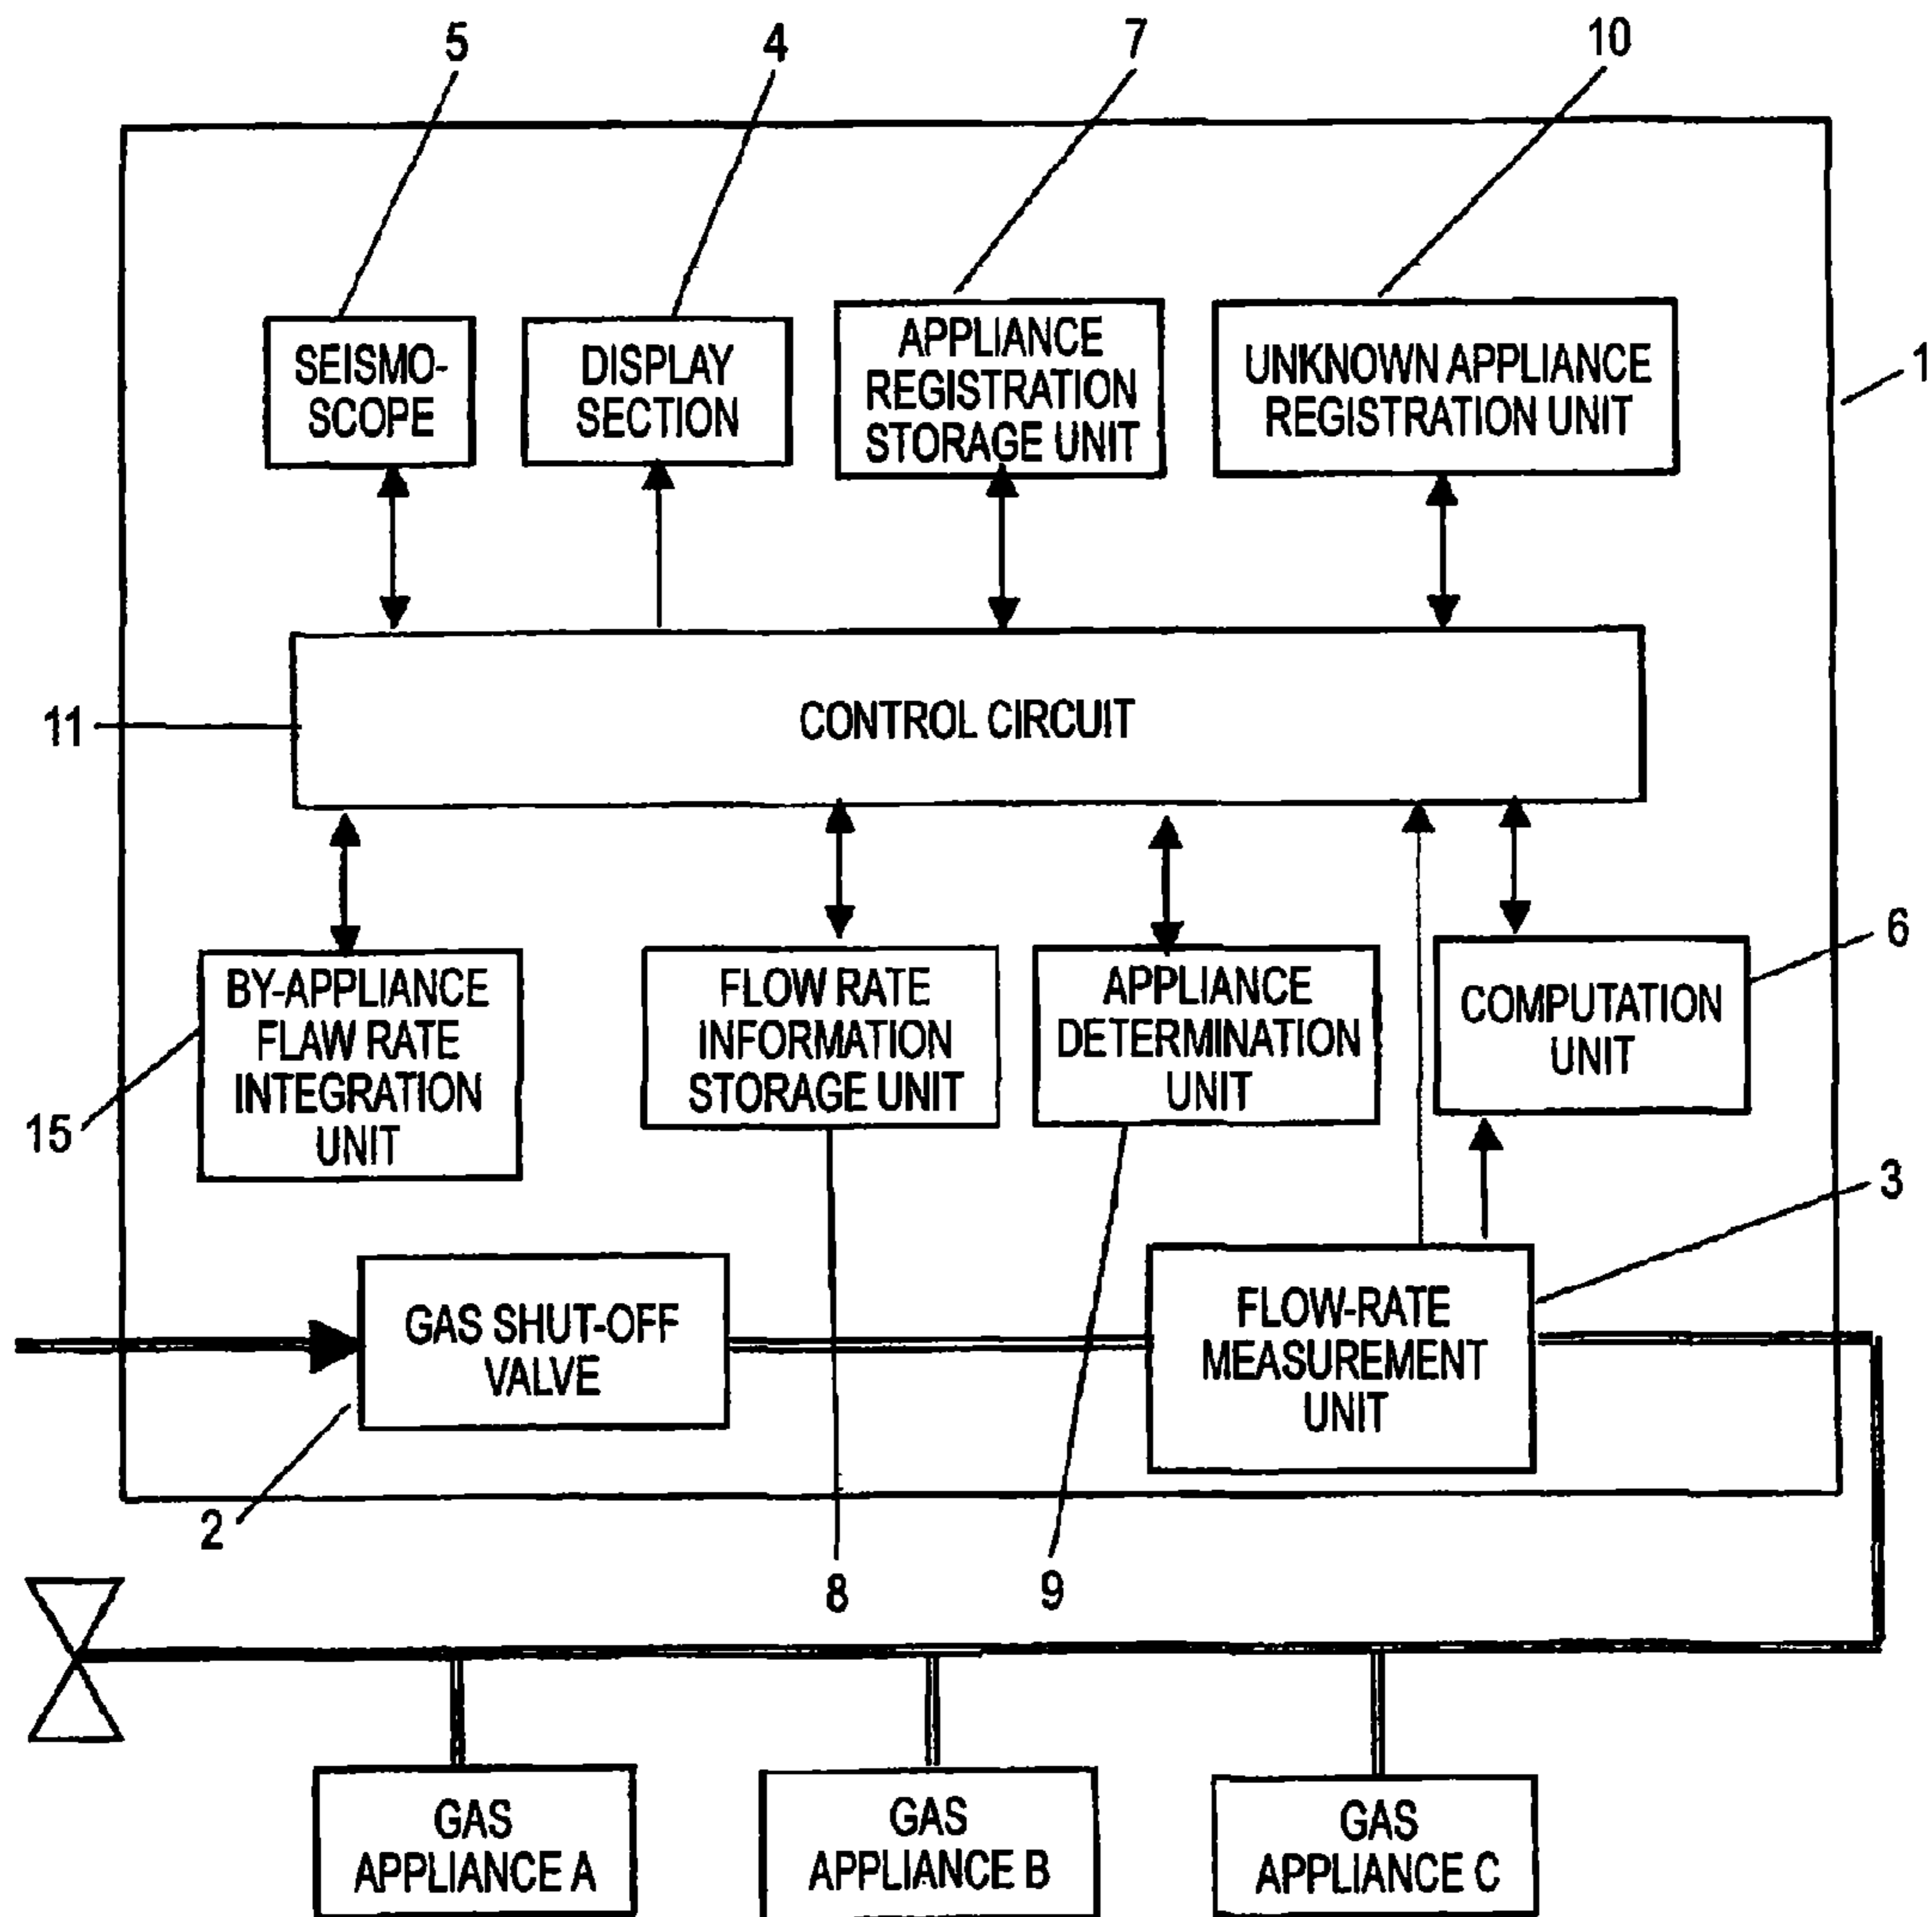 5
4
7
10
1
SEISMO-
SCOPE
DISPLAY
SECTION
APPLIANCE
REGISTRATION
STORAGE UNIT
UNKNOWN APPLIANCE
REGISTRATION UNIT
11
CONTROL CIRCUIT
6
BY-APPLIANCE
FLAW RATE
INTEGRATION
UNIT
FLOW RATE
INFORMATION
STORAGE UNIT
APPLIANCE
DETERMINATION
UNIT
COMPUTATION
UNIT
15
3
GAS SHUT-OFF
VALVE
FLOW-RATE
MEASUREMENT
UNIT
2
8
9
GAS
APPLIANCE A
GAS
APPLIANCE B
GAS
APPLIANCE C